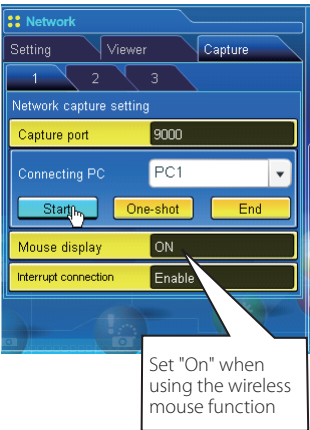 Network
Setting Viewer Capture
1 2 3
Network capture setting
Capture port 9000
Connecting PC PC1
Start One-shot End
Mouse display ON
Interrupt connection Enable
Set "On" when
using the wireless
mouse function